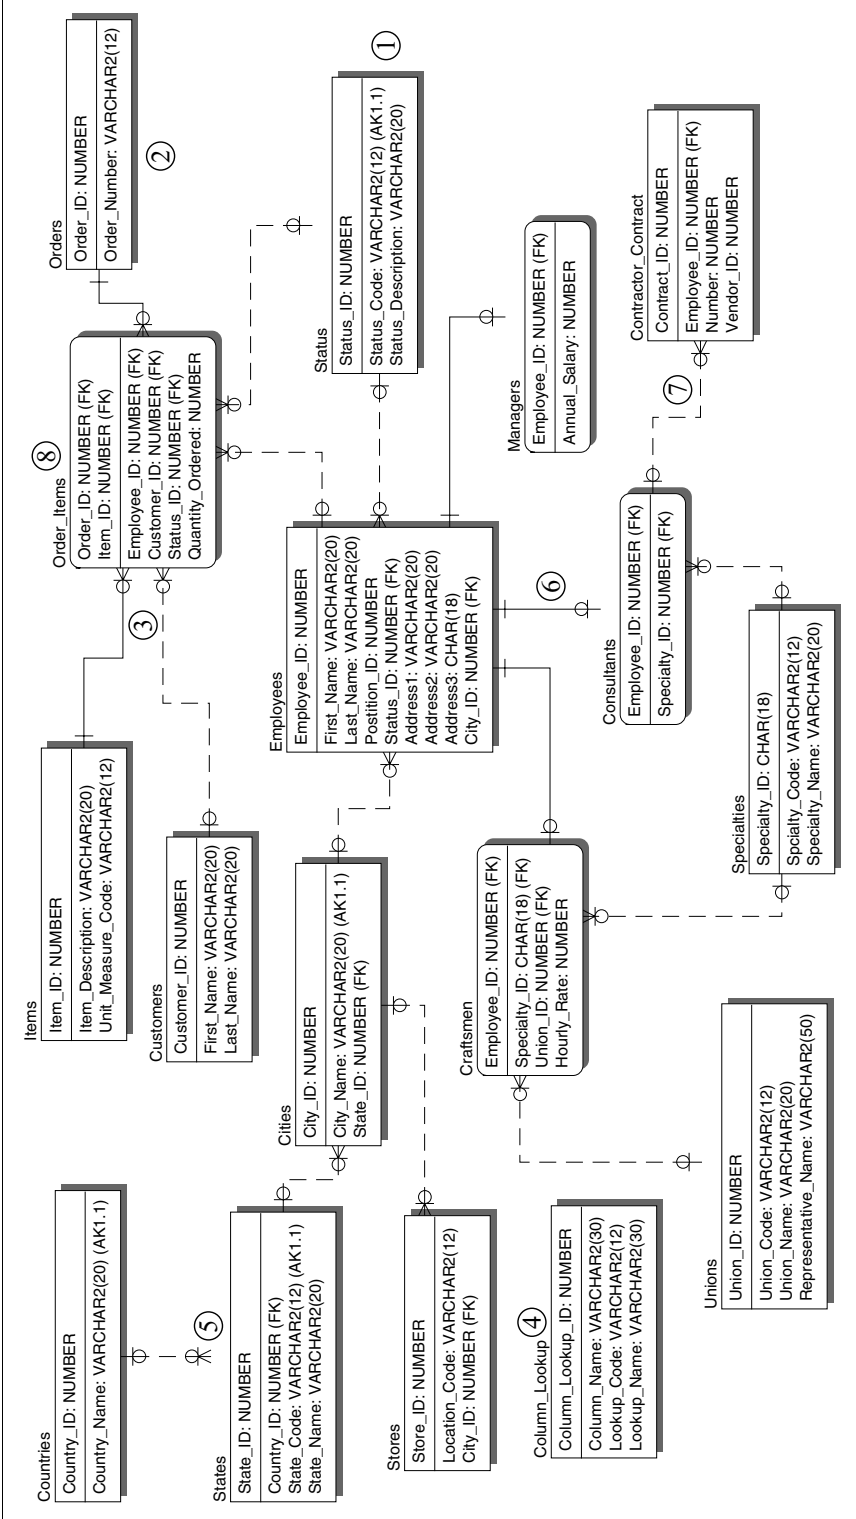 Countries
Country_ID: NUMBER
Country_Name: VARCHAR2(20) (AK1.1)
5
States
State_ID: NUMBER
Country_ID: NUMBER (FK)
State_Code: VARCHAR2(12) (AK1.1)
State_Name: VARCHAR2(20)
Stores
Store_ID: NUMBER
Location_Code: VARCHAR2(12)
City_ID: NUMBER (FK)
Column_Lookup
4
Column_Lookup_ID: NUMBER
Column_Name: VARCHAR2(30)
Lookup_Code: VARCHAR2(12)
Lookup_Name: VARCHAR2(30)
Unions
Union_ID: NUMBER
Union_Code: VARCHAR2(12)
Union_Name: VARCHAR2(20)
Representative_Name: VARCHAR2(50)
Items
Item_ID: NUMBER
Item_Description: VARCHAR2(20)
Unit_Measure_Code: VARCHAR2(12)
Customers
Customer_ID: NUMBER
First_Name: VARCHAR2(20)
Last_Name: VARCHAR2(20)
Cities
City_ID: NUMBER
City_Name: VARCHAR2(20) (AK1.1)
State_ID: NUMBER (FK)
Craftsmen
Employee_ID: NUMBER (FK)
Specialty_ID: CHAR(18) (FK)
Union_ID: NUMBER (FK)
Hourly_Rate: NUMBER
Specialties
Specialty_ID: CHAR(18)
Spcialty_Code: VARCHAR2(12)
Specialty_Name: VARCHAR2(20)
3
Order_Items
8
Order_ID: NUMBER (FK)
Item_ID: NUMBER (FK)
Employee_ID: NUMBER (FK)
Customer_ID: NUMBER (FK)
Status_ID: NUMBER (FK)
Quantity_Ordered: NUMBER
Employees
Employee_ID: NUMBER
First_Name: VARCHAR2(20)
Last_Name: VARCHAR2(20)
Postition_ID: NUMBER
Status_ID: NUMBER (FK)
Address1: VARCHAR2(20)
Address2: VARCHAR2(20)
Address3: CHAR(18)
City_ID: NUMBER (FK)
6
Consultants
Employee_ID: NUMBER (FK)
Specialty_ID: NUMBER (FK)
Orders
Order_ID: NUMBER
Order_Number: VARCHAR2(12)
2
Status
Status_ID: NUMBER
Status_Code: VARCHAR2(12) (AK1.1)
Status_Description: VARCHAR2(20)
1
Managers
Employee_ID: NUMBER (FK)
Annual_Salary: NUMBER
7
Contractor_Contract
Contract_ID: NUMBER
Employee_ID: NUMBER (FK)
Number: NUMBER
Vendor_ID: NUMBER